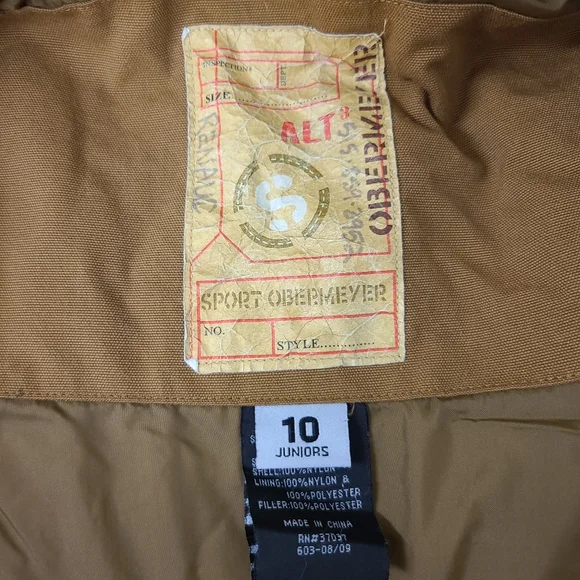 INSPECTION#
DEPT.
SIZE
ALT
S
OBERMEYER
SPORT OBERMEYER
NO.
STYLE.............
10
JUNIORS
SHELL:100%NYLON
LINING:100%NYLON &
100%POLYESTER
FILLER:100%POLYESTER
MADE IN CHINA
RN#37037
603-08/09